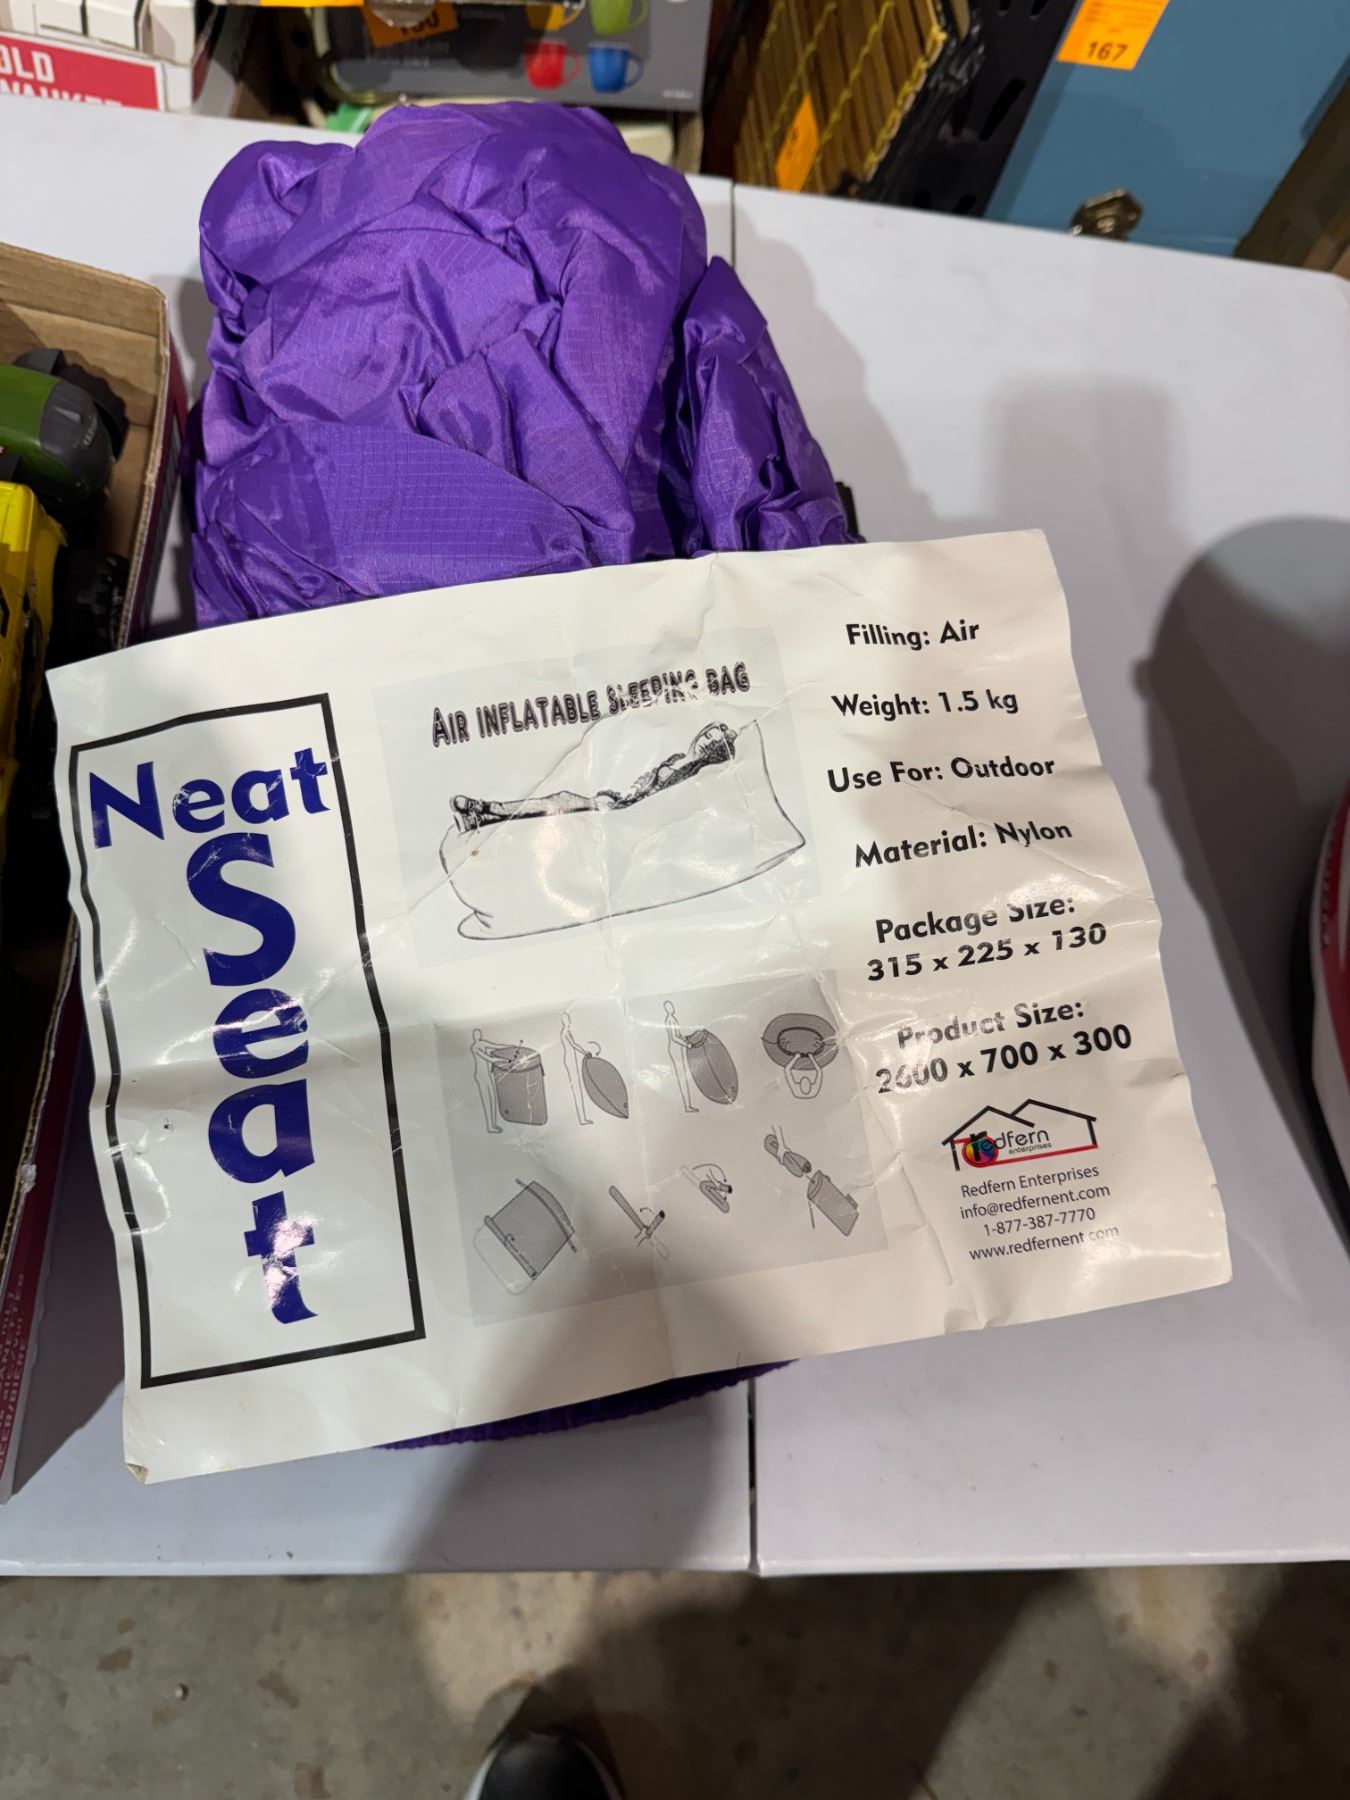 167
Neat
Seat
AIR INFLATABLE SLEEPING BAG
Filling: Air
Weight: 1.5 kg
Use For: Outdoor
Material: Nylon
Package Size:
315 x 225 x 130
Product Size:
2600 x 700 x 300
redfern
enterprises
Redfern Enterprises
info@redfernent.com
1-877-387-7770
www.redfernent.com